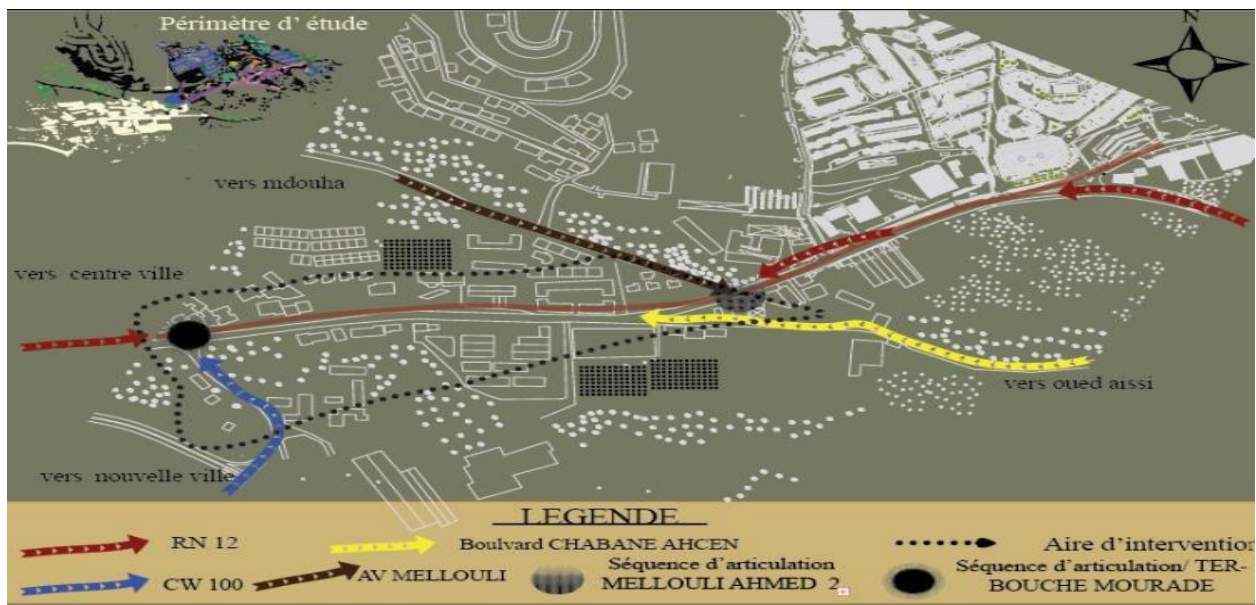 Périmètre d' étude
N
vers mdouha
vers centre ville
vers oued aissi
vers nouvelle ville
LEGENDE
RN 12
Boulvard CHABANE AHCEN
Aire d'intervention
CW 100
AV MELLOULI
Séquence d'articulation
MELLOULI AHMED 2
Séquence d'articulation/ TER-
BOUCHE MOURADE